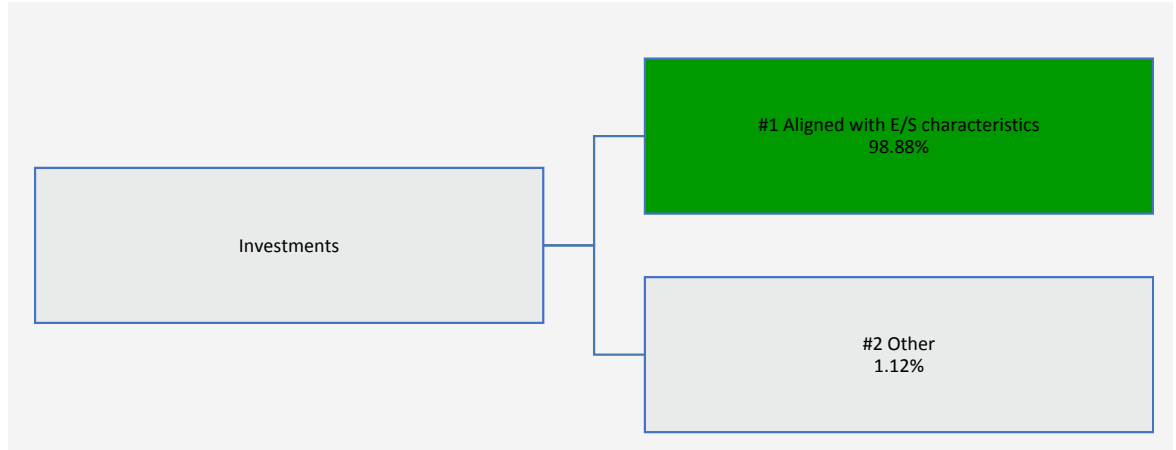 #1 Aligned with E/S characteristics
98.88%
Investments
#2 Other
1.12%